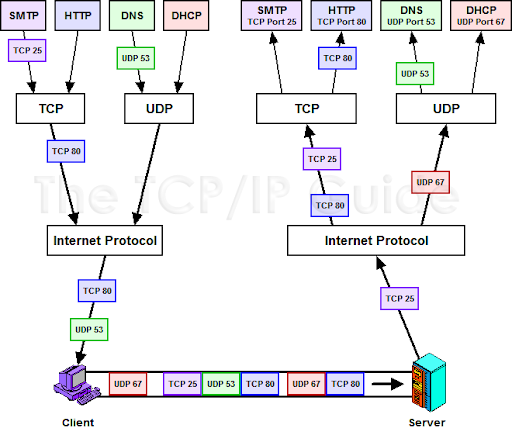 SMTP
HTTP
DNS
DHCP
SMTP
TCP Port 25
HTTP
TCP Port 80
DNS
UDP Port 53
DHCP
UDP Port 67
TCP 25
UDP 53
TCP 80
UDP 53
TCP
UDP
TCP
UDP
TCP 80
TCP 25
UDP 67
The TCP/IP Guide
TCP 80
Internet Protocol
Internet Protocol
TCP 80
TCP 25
UDP 53
UDP 67
TCP 25
UDP 53
TCP 80
UDP 67
TCP 80
Client
Server